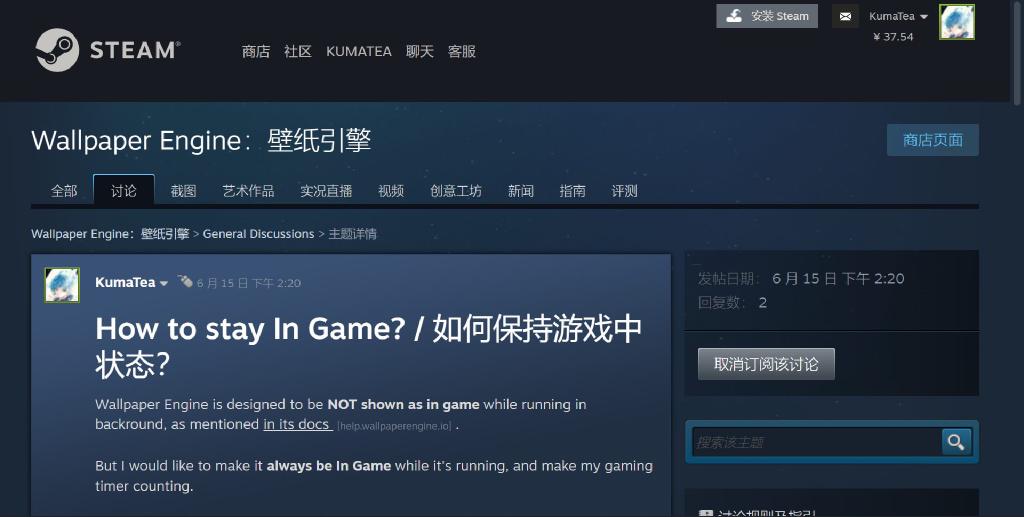 安装 Steam
KumaTea
¥ 37.54
STEAM®
商店 社区 KUMATEA 聊天 客服
Wallpaper Engine：壁纸引擎
商店页面
全部 讨论 截图 艺术作品 实况直播 视频 创意工坊 新闻 指南 评测
Wallpaper Engine：壁纸引擎 > General Discussions > 主题详情
KumaTea 6 月 15 日 下午 2:20
How to stay In Game? / 如何保持游戏中
状态？
Wallpaper Engine is designed to be NOT shown as in game while running in
backround, as mentioned in its docs [help.wallpaperengine.io] .
But I would like to make it always be In Game while it's running, and make my gaming
timer counting.
发帖日期： 6 月 15 日 下午 2:20
回复数： 2
取消订阅该讨论
搜索该主题
讨论规则及指引